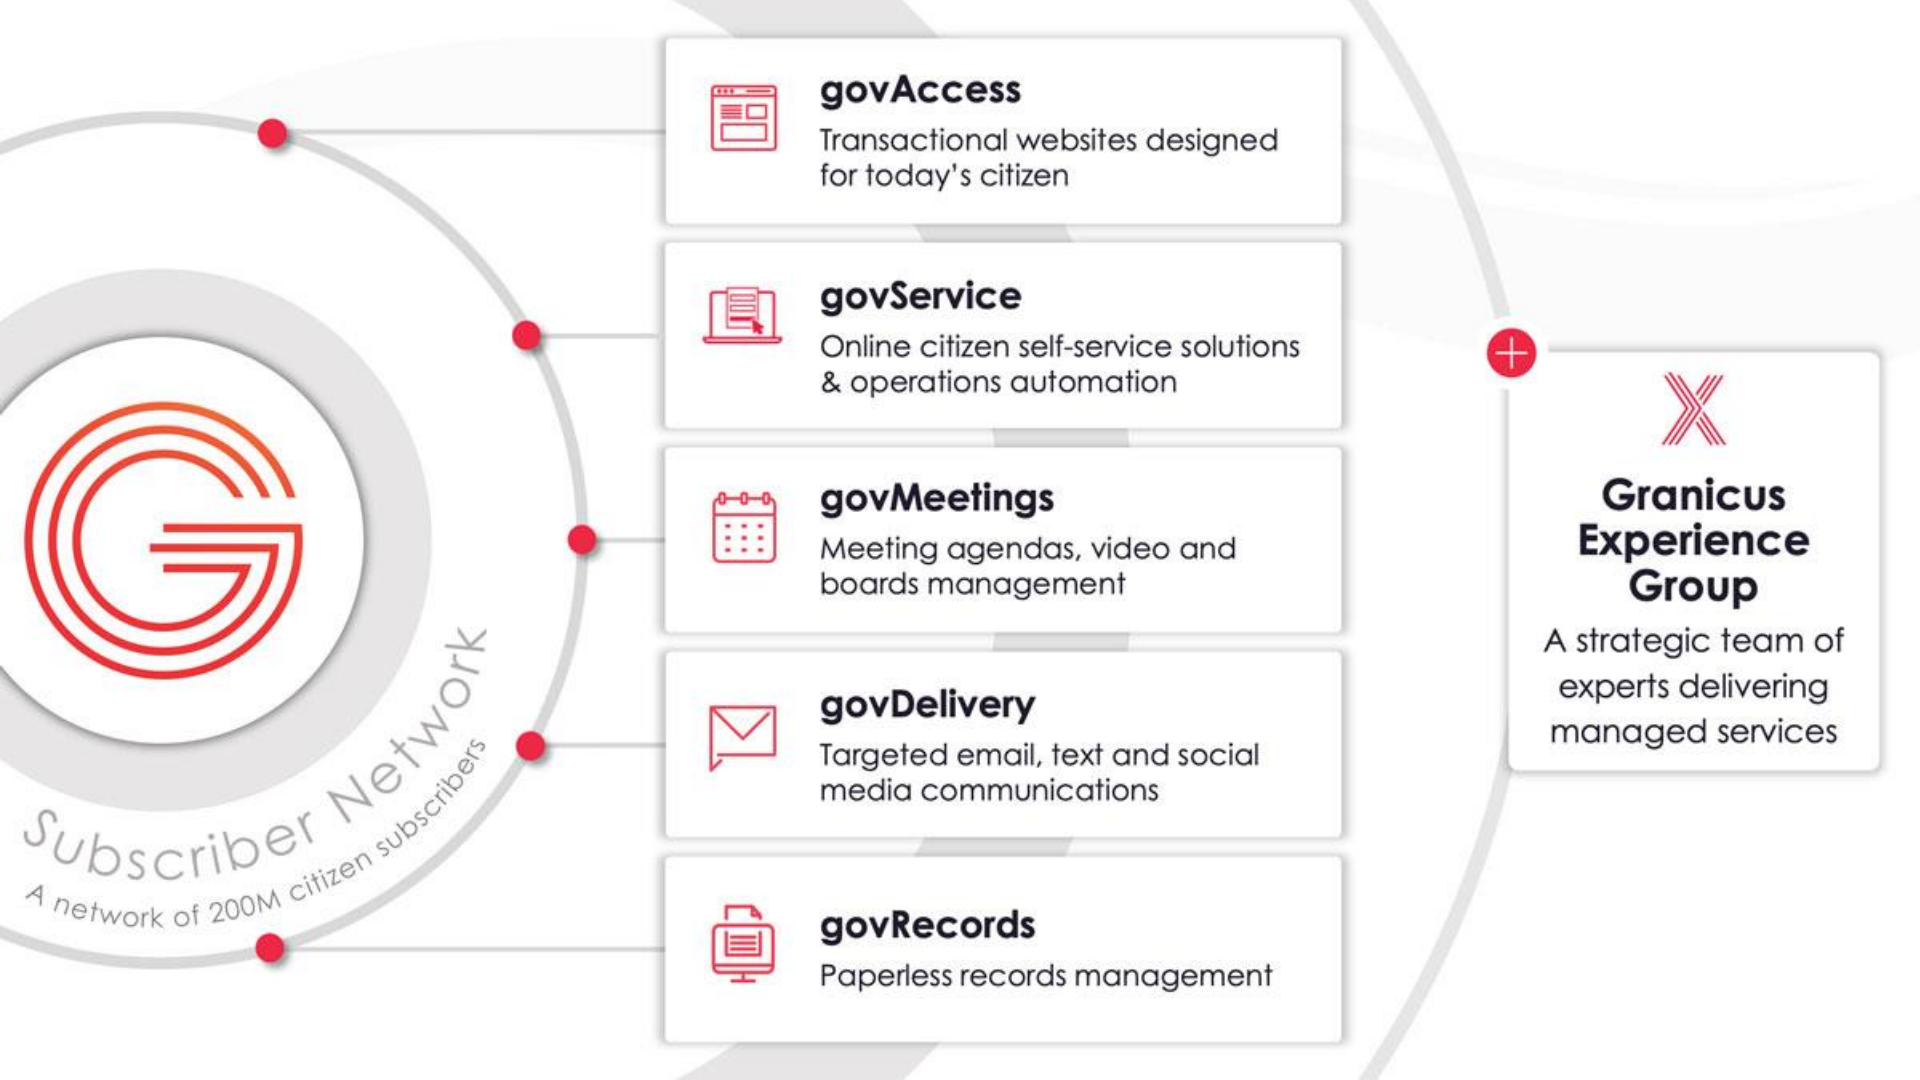 govAccess
Transactional websites designed
for today's citizen
govService
Online citizen self-service solutions
& operations automation
govMeetings
Meeting agendas, video and
boards management
govDelivery
Targeted email, text and social
media communications
govRecords
Paperless records management
Subscriber Network
A network of 200M citizen subscribers
Granicus
Experience
Group
A strategic team of
experts delivering
managed services